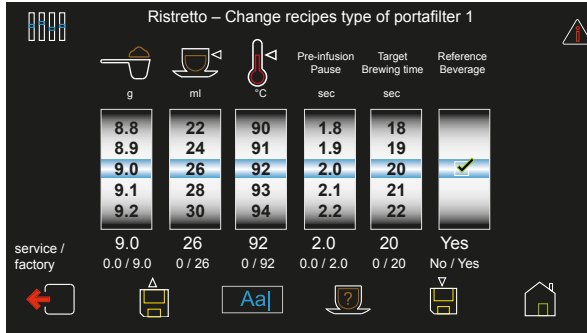 Ristretto – Change recipes type of portafilter 1
Pre-infusion Pause
Target Brewing time
Reference Beverage
g ml °C sec sec
8.8 22 90 1.8 18
8.9 24 91 1.9 19
9.0 26 92 2.0 20
9.1 28 93 2.1 21
9.2 30 94 2.2 22
9.0 26 92 2.0 20 Yes
service / factory
0.0 / 9.0 0 / 26 0 / 92 0.0 / 2.0 0 / 20 No / Yes
Aa|
?